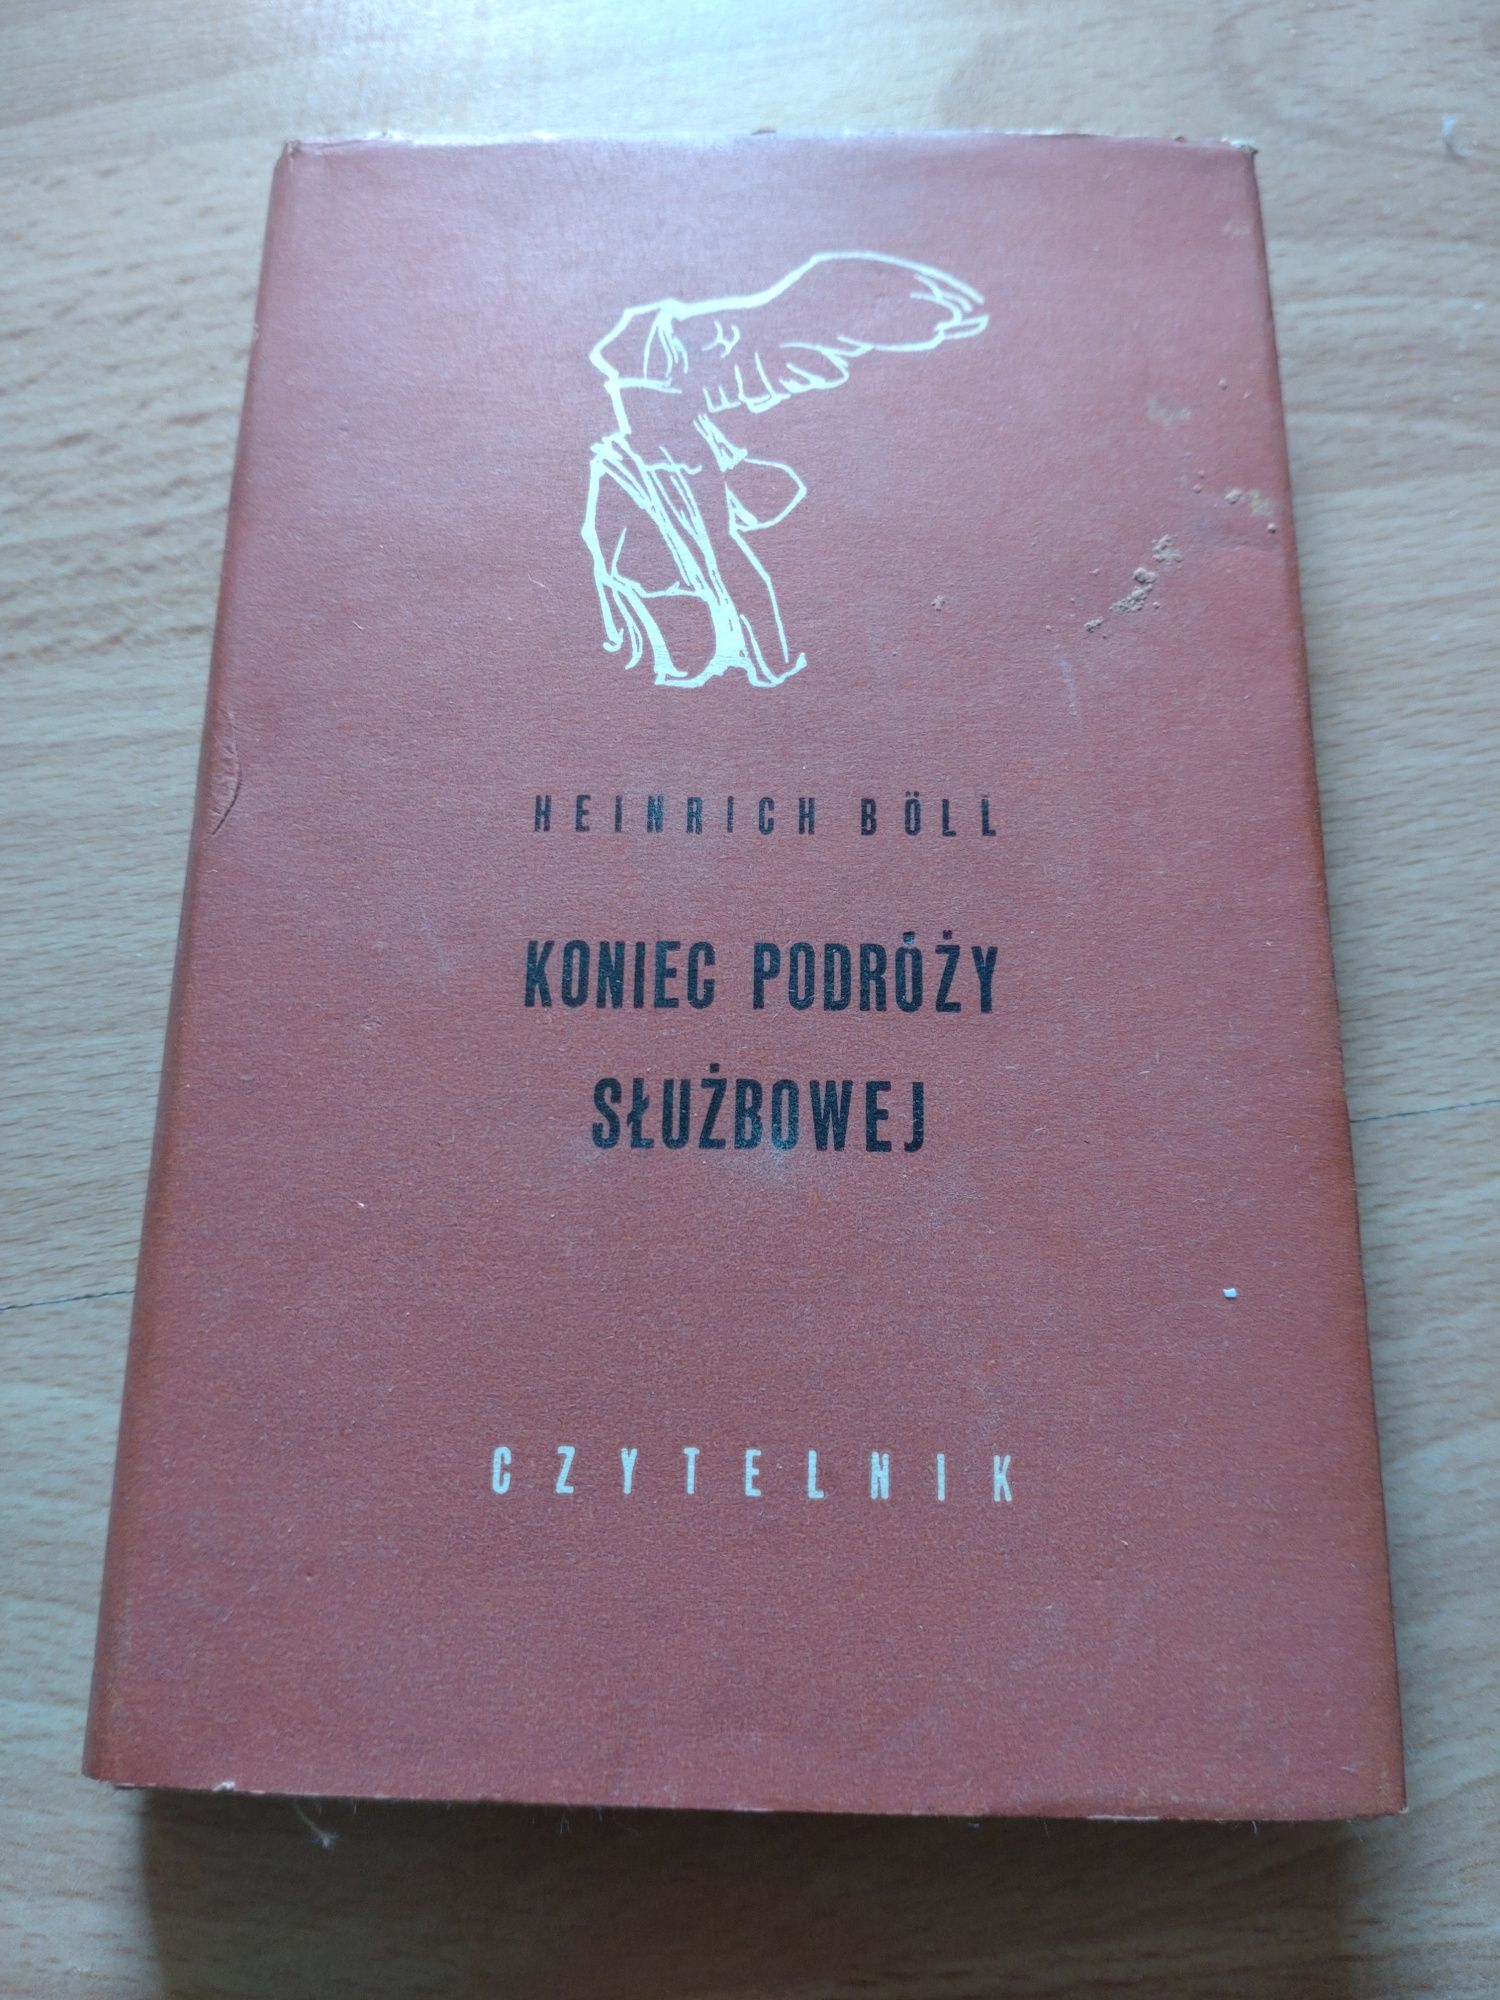 HEINRICH BÖLL
KONIEC PODRÓŻY
SŁUŻBOWEJ
CZYTELNIK